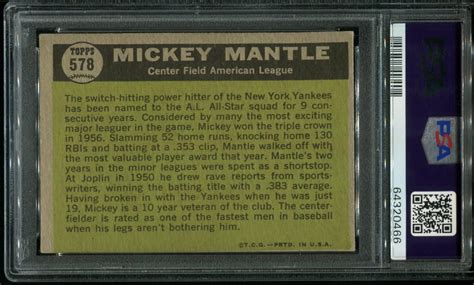 TOPPS
578
MICKEY MANTLE
Center Field American League
The switch-hitting power hitter of the New York Yankees has
been named to the A.L. All-Star squad for 9 con-
secutive years. Considered by many the most exciting
major leaguer in the game, Mickey won the triple crown
in 1956. Slamming 52 home runs, knocking home 130
RBIs and batting at a .353 clip, Mantle walked off with
the most valuable player award that year. Mantle's two
years in the minor leagues were spent as a shortstop.
At Joplin in 1950 he drew rave reports from sports-
writers, winning the batting title with a .383 average.
Having broken in with the Yankees when he was just
19, Mickey is a 10 year veteran of the club. The center-
fielder is rated as one of the fastest men in baseball
when his legs aren't bothering him.
©T.C.G.—PRTD. IN U.S.A.
PSA
64320466